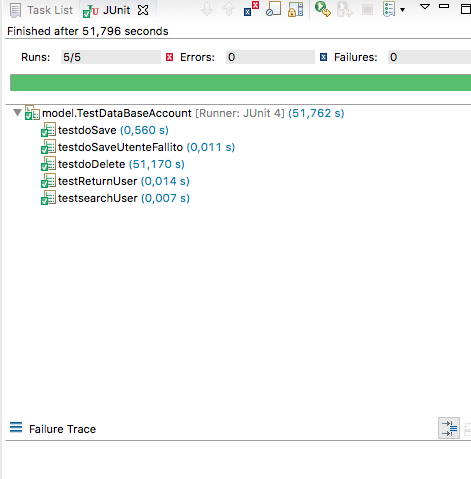 Task List JUnit
Finished after 51,796 seconds
Runs: 5/5 Errors: 0 Failures: 0
model.TestDataBaseAccount [Runner: JUnit 4] (51,762 s)
testdoSave (0,560 s)
testdoSaveUtenteFallito (0,011 s)
testdoDelete (51,170 s)
testReturnUser (0,014 s)
testsearchUser (0,007 s)
Failure Trace